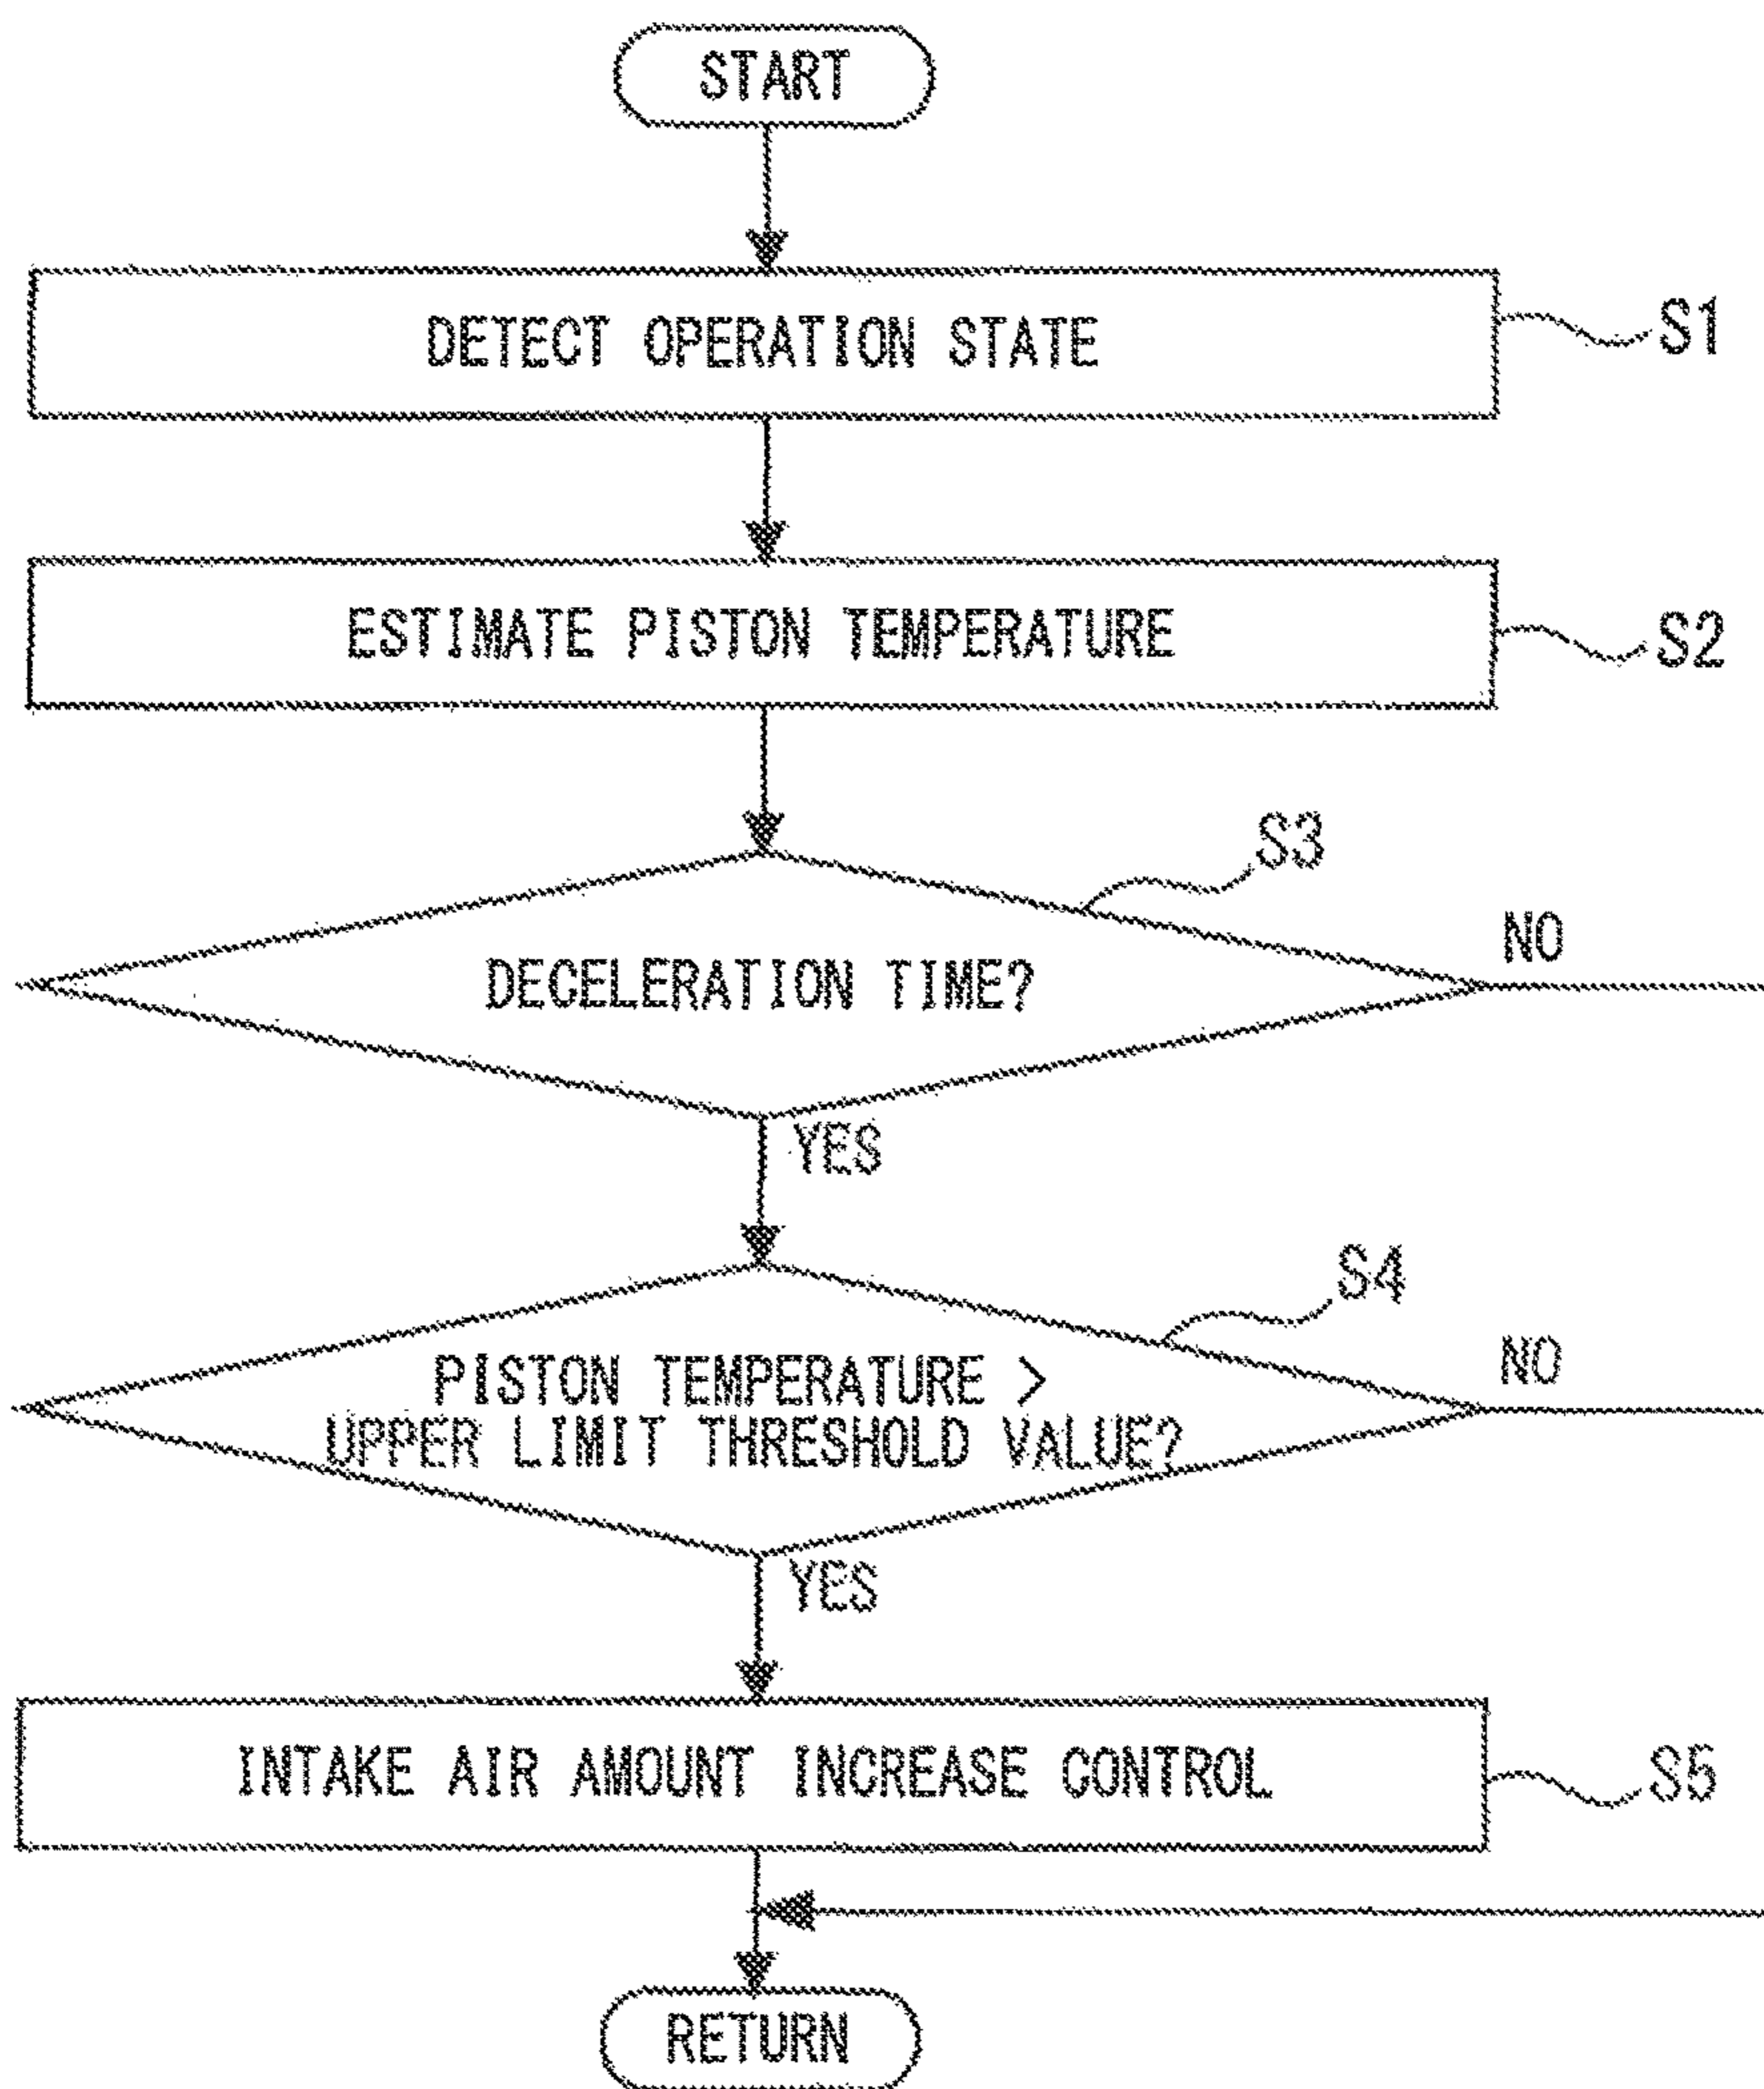 START
DETECT OPERATION STATE
S1
ESTIMATE PISTON TEMPERATURE
S2
S3
NO
DECELERATION TIME?
YES
S4
NO
PISTON TEMPERATURE >
UPPER LIMIT THRESHOLD VALUE?
YES
INTAKE AIR AMOUNT INCREASE CONTROL
S5
RETURN